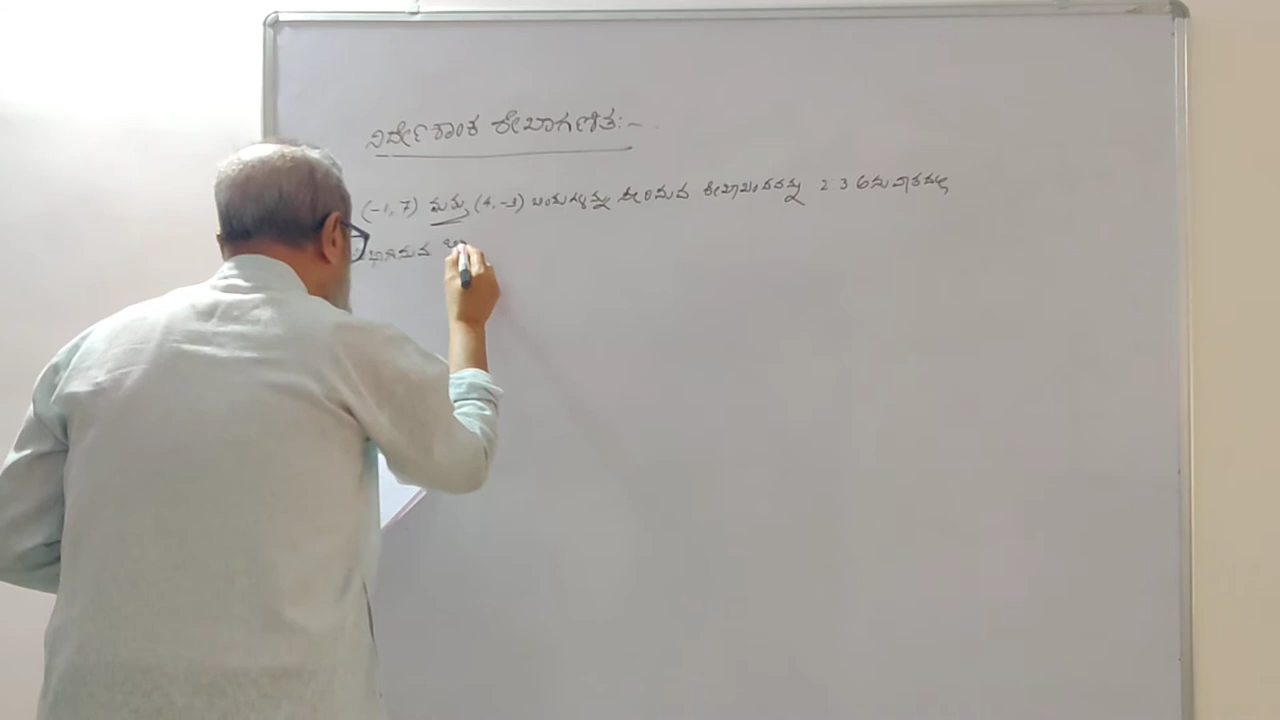 ನಿರ್ದೇಶಾಂಕ ರೇಖಾಗಣಿತ:-
(-1, 7) ಮತ್ತು (4, -3) ಬಿಂದುಗಳನ್ನು ಸೇರಿಸುವ ರೇಖಾಖಂಡವನ್ನು 2:3 ಅನುಪಾತದಲ್ಲಿ
ಭಾಗಿಸುವ